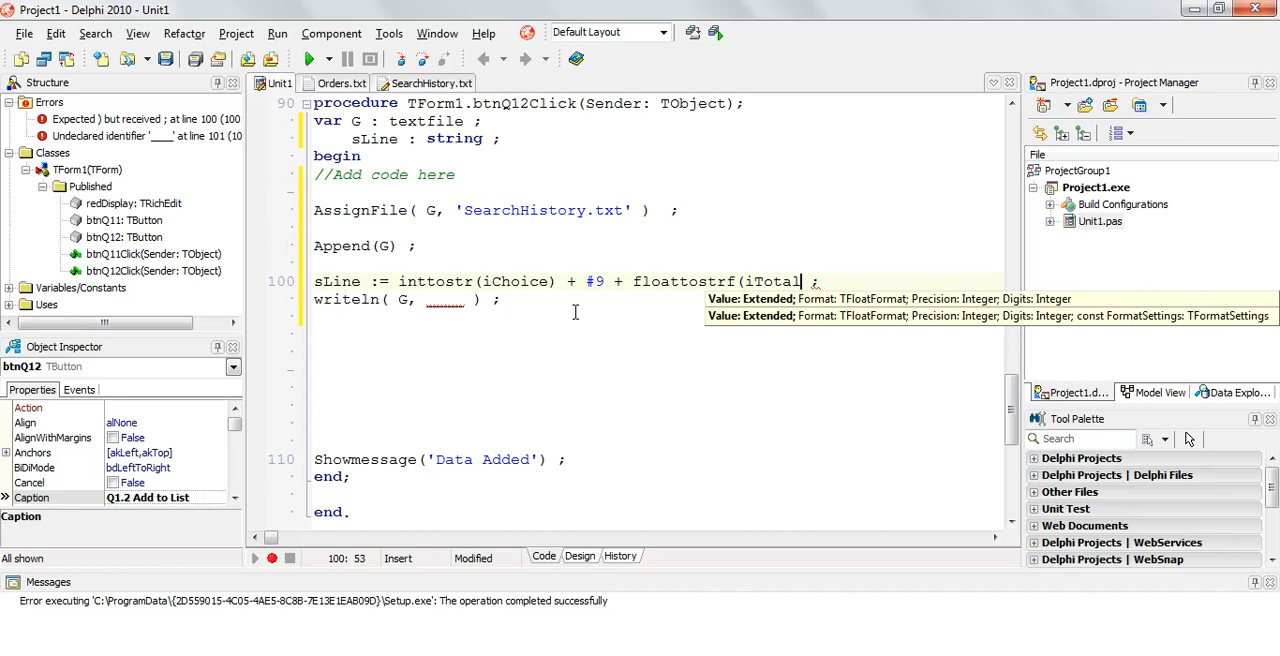 Project1 - Delphi 2010 - Unit1
File Edit Search View Refactor Project Run Component Tools Window Help Default Layout
Structure
Errors
Expected ) but received ; at line 100 (100
Undeclared identifier '____' at line 101 (10
Classes
TForm1(TForm)
Published
redDisplay: TRichEdit
btnQ11: TButton
btnQ12: TButton
btnQ11Click(Sender: TObject)
btnQ12Click(Sender: TObject)
Variables/Constants
Uses
Object Inspector
btnQ12 TButton
Properties Events
Action
Align alNone
AlignWithMargins False
Anchors [akLeft,akTop]
BiDiMode bdLeftToRight
Cancel False
Caption Q1.2 Add to List
Caption
All shown
Unit1 Orders.txt SearchHistory.txt
90 procedure TForm1.btnQ12Click(Sender: TObject);
var G : textfile ;
sLine : string ;
begin
//Add code here
AssignFile( G, 'SearchHistory.txt' ) ;
Append(G) ;
100 sLine := inttostr(iChoice) + #9 + floattostrf(iTotal ;
writeln( G, ____ ) ;
Value: Extended; Format: TFloatFormat; Precision: Integer; Digits: Integer
Value: Extended; Format: TFloatFormat; Precision: Integer; Digits: Integer; const FormatSettings: TFormatSettings
110 Showmessage('Data Added') ;
end;
end.
100: 53 Insert Modified Code Design History
Project1.dproj - Project Manager
File
ProjectGroup1
Project1.exe
Build Configurations
Unit1.pas
Project1.d... Model View Data Explo...
Tool Palette
Search
Delphi Projects
Delphi Projects | Delphi Files
Other Files
Unit Test
Web Documents
Delphi Projects | WebServices
Delphi Projects | WebSnap
Messages
Error executing 'C:\ProgramData\{2D559015-4C05-4AE5-8C8B-7E13E1EAB09D}\Setup.exe': The operation completed successfully